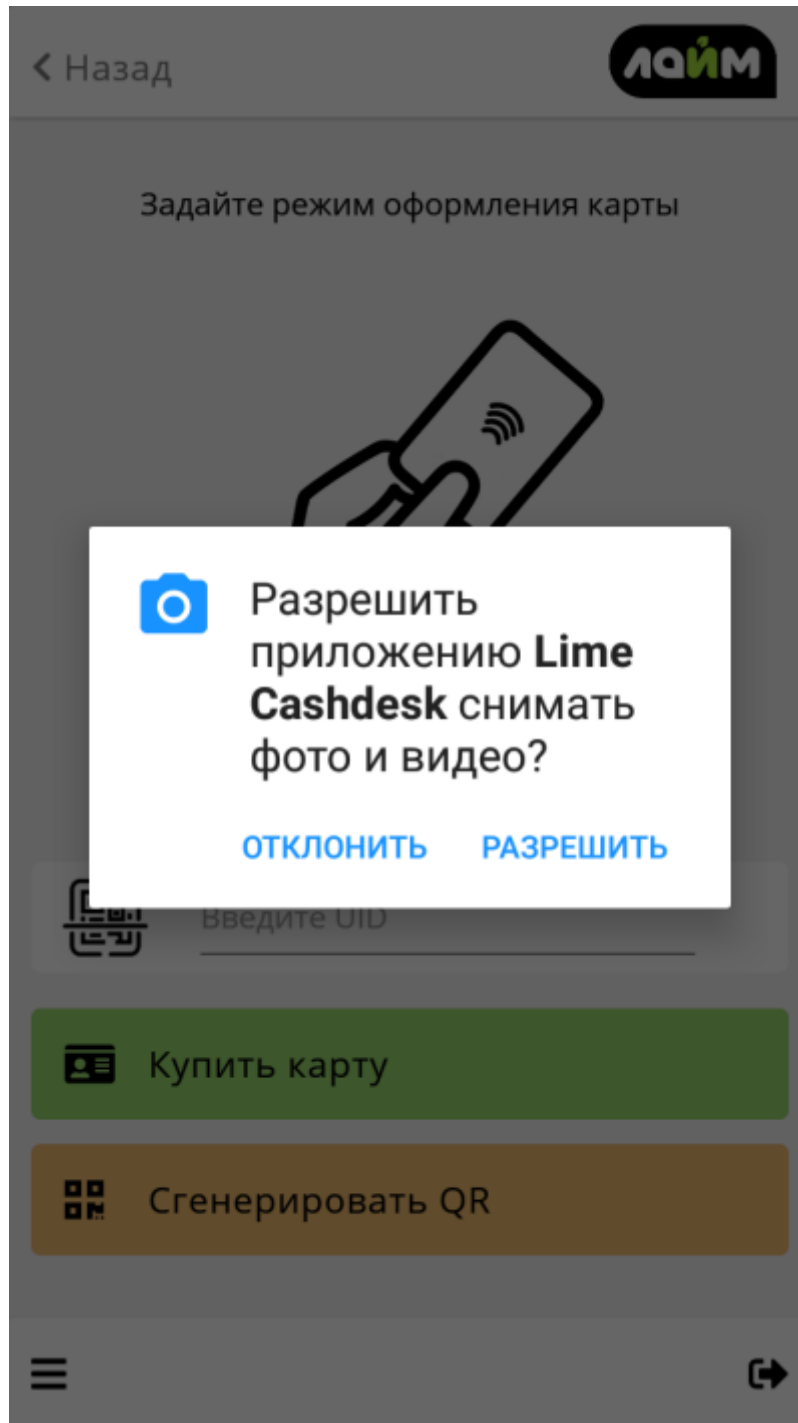 Назад
лайм
Задайте режим оформления карты
Разрешить
приложению Lime
Cashdesk снимать
фото и видео?
ОТКЛОНИТЬ РАЗРЕШИТЬ
Введите UID
Купить карту
Сгенерировать QR